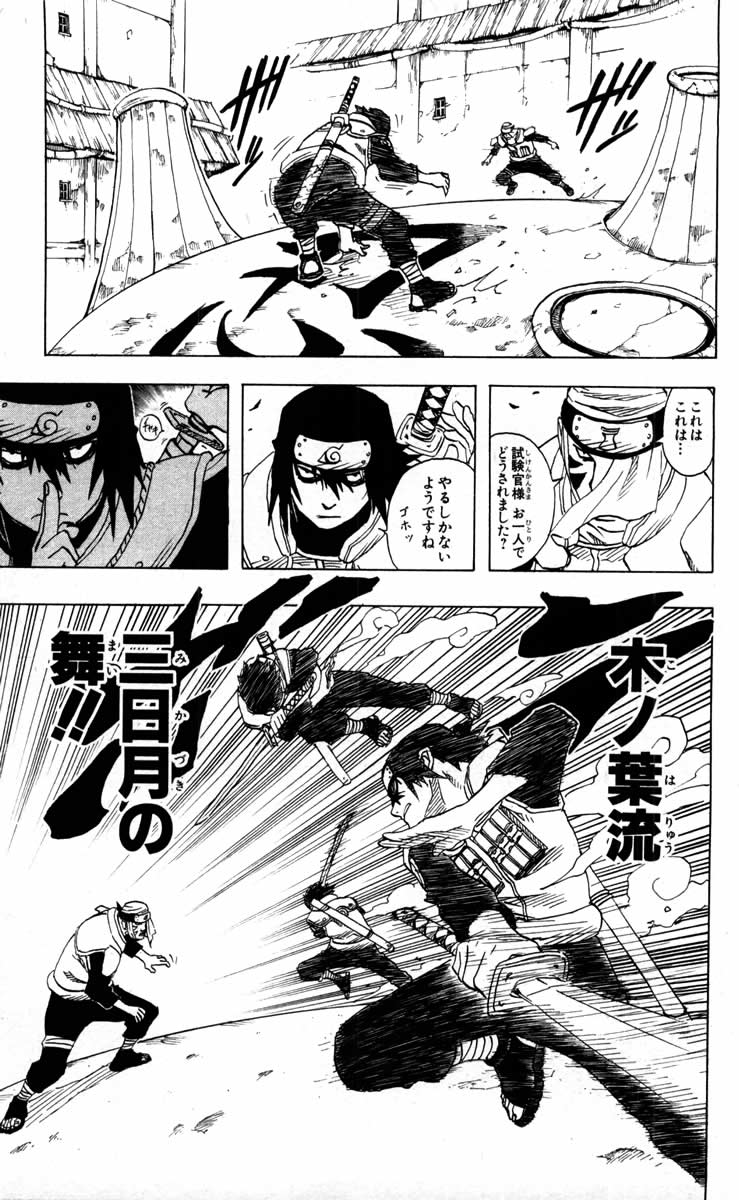 これは
これは…
試験官様 お一人で
どうされました?
やるしかない
ようですね
ゴホッ
木ノ葉流
三日月の
舞!!